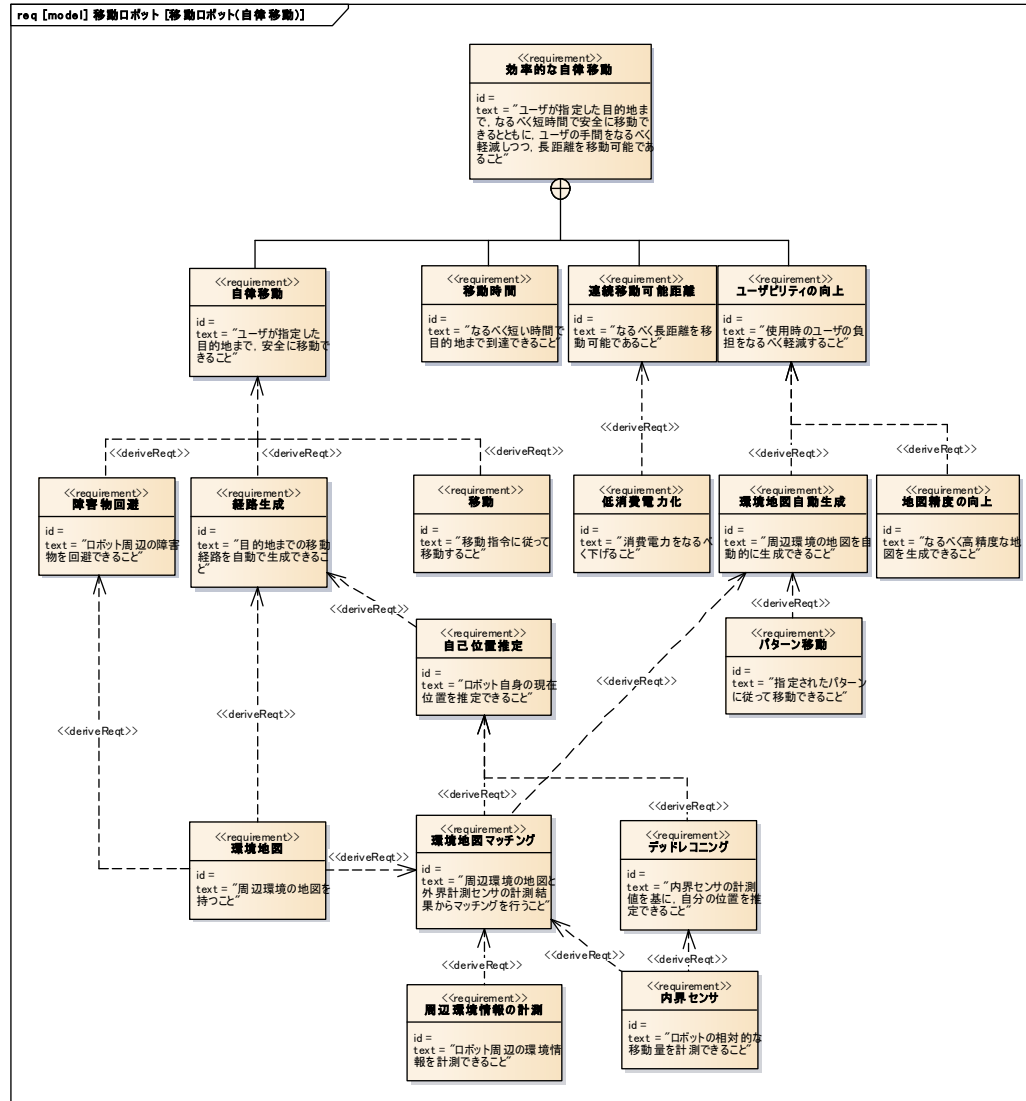 req [model] 移動ロボット [移動ロボット(自律移動)]
<<requirement>>
効率的な自律移動
id =
text = "ユーザが指定した目的地ま
で, なるべく短時間で安全に移動で
きるとともに, ユーザの手間をなるべく
軽減しつつ, 長距離を移動可能であ
ること"
<<requirement>>
自律移動
id =
text = "ユーザが指定した
目的地まで, 安全に移動で
きること"
<<requirement>>
移動時間
id =
text = "なるべく短い時間で
目的地まで到達できること"
<<requirement>>
連続移動可能距離
id =
text = "なるべく長距離を移
動可能であること"
<<requirement>>
ユーザビリティの向上
id =
text = "使用時のユーザの負
担をなるべく軽減すること"
<<deriveReqt>>
<<deriveReqt>>
<<deriveReqt>>
<<deriveReqt>>
<<deriveReqt>>
<<deriveReqt>>
<<requirement>>
障害物回避
id =
text = "ロボット周辺の障害
物を回避できること"
<<requirement>>
経路生成
id =
text = "目的地までの移動
経路を自動で生成できるこ
と"
<<requirement>>
移動
id =
text = "移動指令に従って
移動すること"
<<requirement>>
低消費電力化
id =
text = "消費電力をなるべ
く下げること"
<<requirement>>
環境地図自動生成
id =
text = "周辺環境の地図を
自動的に生成できること"
<<requirement>>
地図精度の向上
id =
text = "なるべく高精度な地
図を生成できること"
<<deriveReqt>>
<<deriveReqt>>
<<requirement>>
自己位置推定
id =
text = "ロボット自身の現在
位置を推定できること"
<<requirement>>
パターン移動
id =
text = "指定されたパターン
に従って移動できること"
<<deriveReqt>>
<<deriveReqt>>
<<deriveReqt>>
<<deriveReqt>>
<<deriveReqt>>
<<requirement>>
環境地図
id =
text = "周辺環境の地図を
持つこと"
<<deriveReqt>>
<<requirement>>
環境地図マッチング
id =
text = "周辺環境の地図と
外界計測センサの計測結
果からマッチングを行うこと"
<<requirement>>
デッドレコニング
id =
text = "内界センサの計測
値を基に, 自分の位置を推
定できること"
<<deriveReqt>>
<<deriveReqt>>
<<deriveReqt>>
<<requirement>>
周辺環境情報の計測
id =
text = "ロボット周辺の環境情
報を計測できること"
<<requirement>>
内界センサ
id =
text = "ロボットの相対的な
移動量を計測できること"